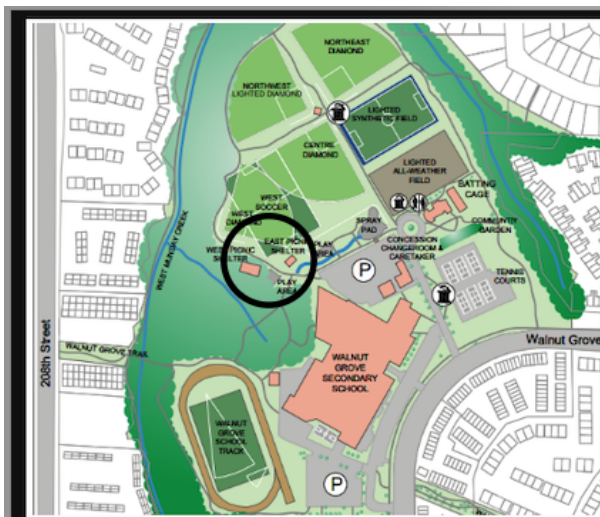 NORTHEAST
DIAMOND
NORTHWEST
LIGHTED DIAMOND
LIGHTED
SYNTHETIC FIELD
CENTRE
DIAMOND
LIGHTED
ALL-WEATHER
FIELD
BATTING
CAGE
WEST
SOCCER
WEST
DIAMOND
SPRAY
PAD
COMMUNITY
GARDEN
EAST PICNIC
SHELTER
PLAY
AREA
WEST PICNIC
SHELTER
CONCESSION
CHANGEROOM &
CARETAKER
PLAY
AREA
P
TENNIS
COURTS
WEST MUNDAY CREEK
208th Street
WALNUT GROVE TRAIL
Walnut Grove
WALNUT
GROVE
SECONDARY
SCHOOL
WALNUT
GROVE
SCHOOL
TRACK
P